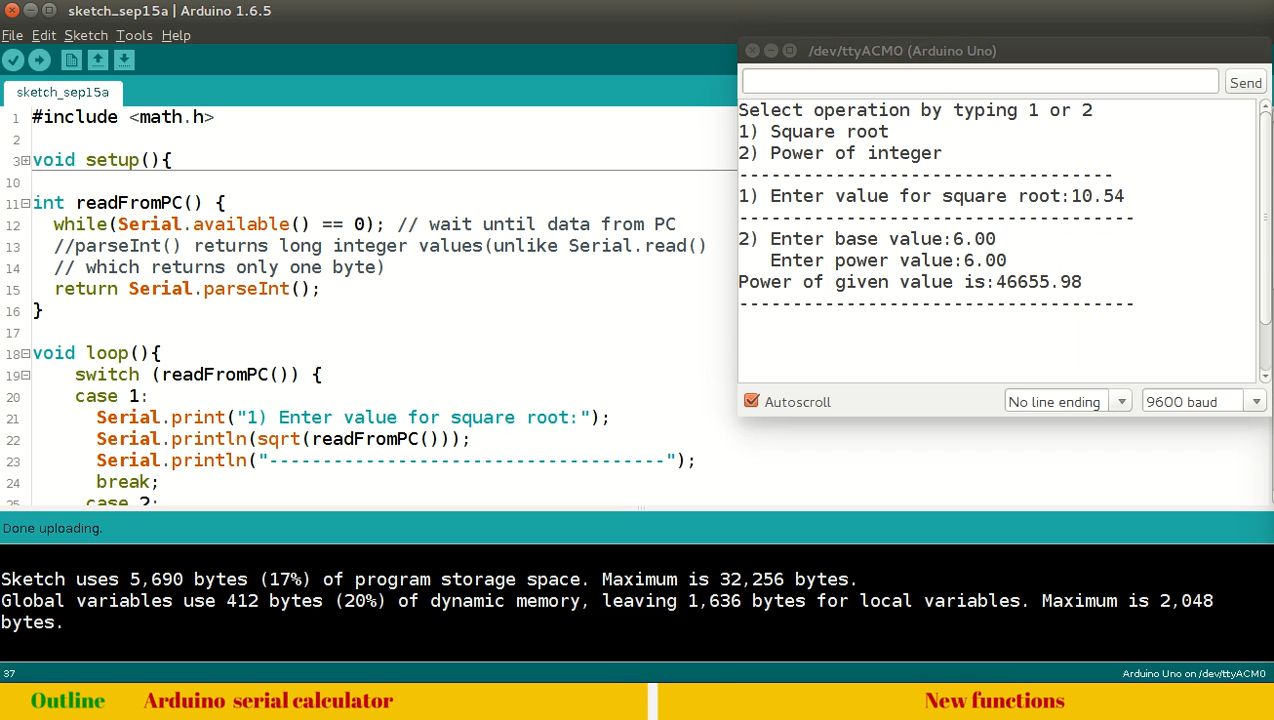 sketch_sep15a | Arduino 1.6.5
File Edit Sketch Tools Help
sketch_sep15a
1 #include <math.h>
2
3 void setup(){
10
11 int readFromPC() {
12 while(Serial.available() == 0); // wait until data from PC
13 //parseInt() returns long integer values(unlike Serial.read()
14 // which returns only one byte)
15 return Serial.parseInt();
16 }
17
18 void loop(){
19 switch (readFromPC()) {
20 case 1:
21 Serial.print("1) Enter value for square root:");
22 Serial.println(sqrt(readFromPC()));
23 Serial.println("-------------------------------------");
24 break;
25 case 2:
/dev/ttyACM0 (Arduino Uno)
Send
Select operation by typing 1 or 2
1) Square root
2) Power of integer
-----------------------------------
1) Enter value for square root:10.54
-------------------------------------
2) Enter base value:6.00
Enter power value:6.00
Power of given value is:46655.98
-------------------------------------
Autoscroll
No line ending
9600 baud
Done uploading.
Sketch uses 5,690 bytes (17%) of program storage space. Maximum is 32,256 bytes.
Global variables use 412 bytes (20%) of dynamic memory, leaving 1,636 bytes for local variables. Maximum is 2,048
bytes.
37
Arduino Uno on /dev/ttyACM0
Outline Arduino serial calculator
New functions